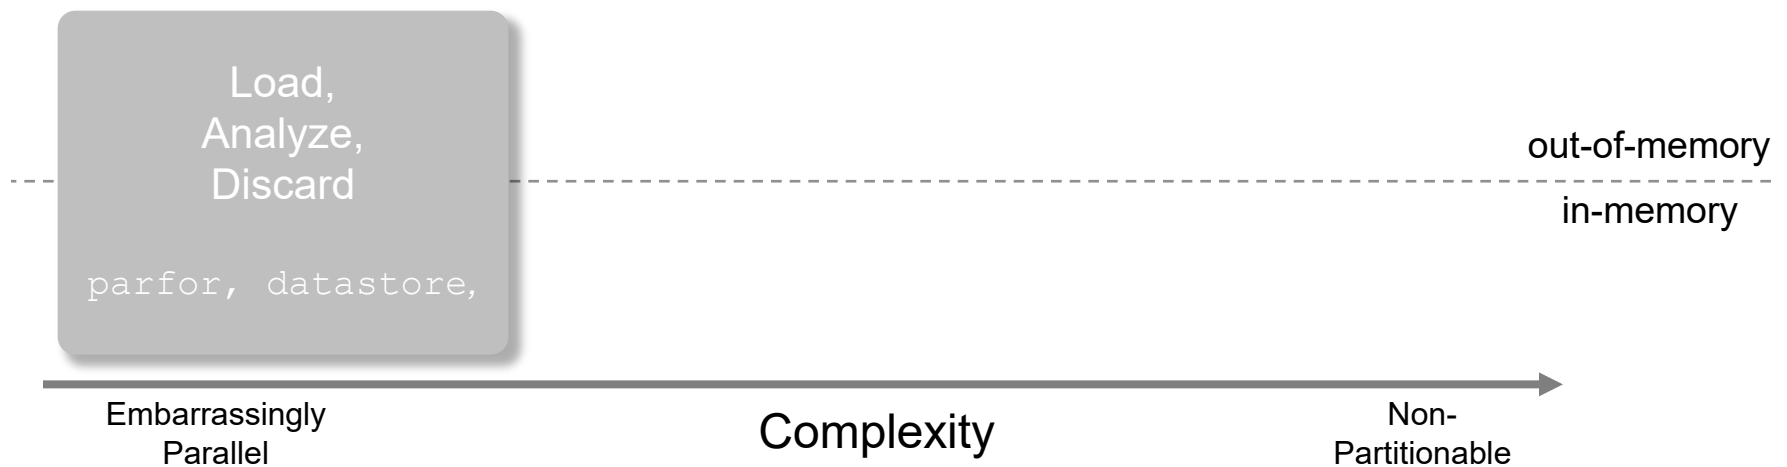 Load,
Analyze,
Discard
parfor, datastore,
out-of-memory
in-memory
Embarrassingly
Parallel
Complexity
Non-
Partitionable